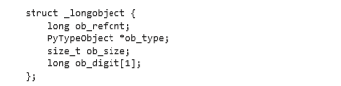 struct _longobject {
    long ob_refcnt;
    PyTypeObject *ob_type;
    size_t ob_size;
    long ob_digit[1];
};